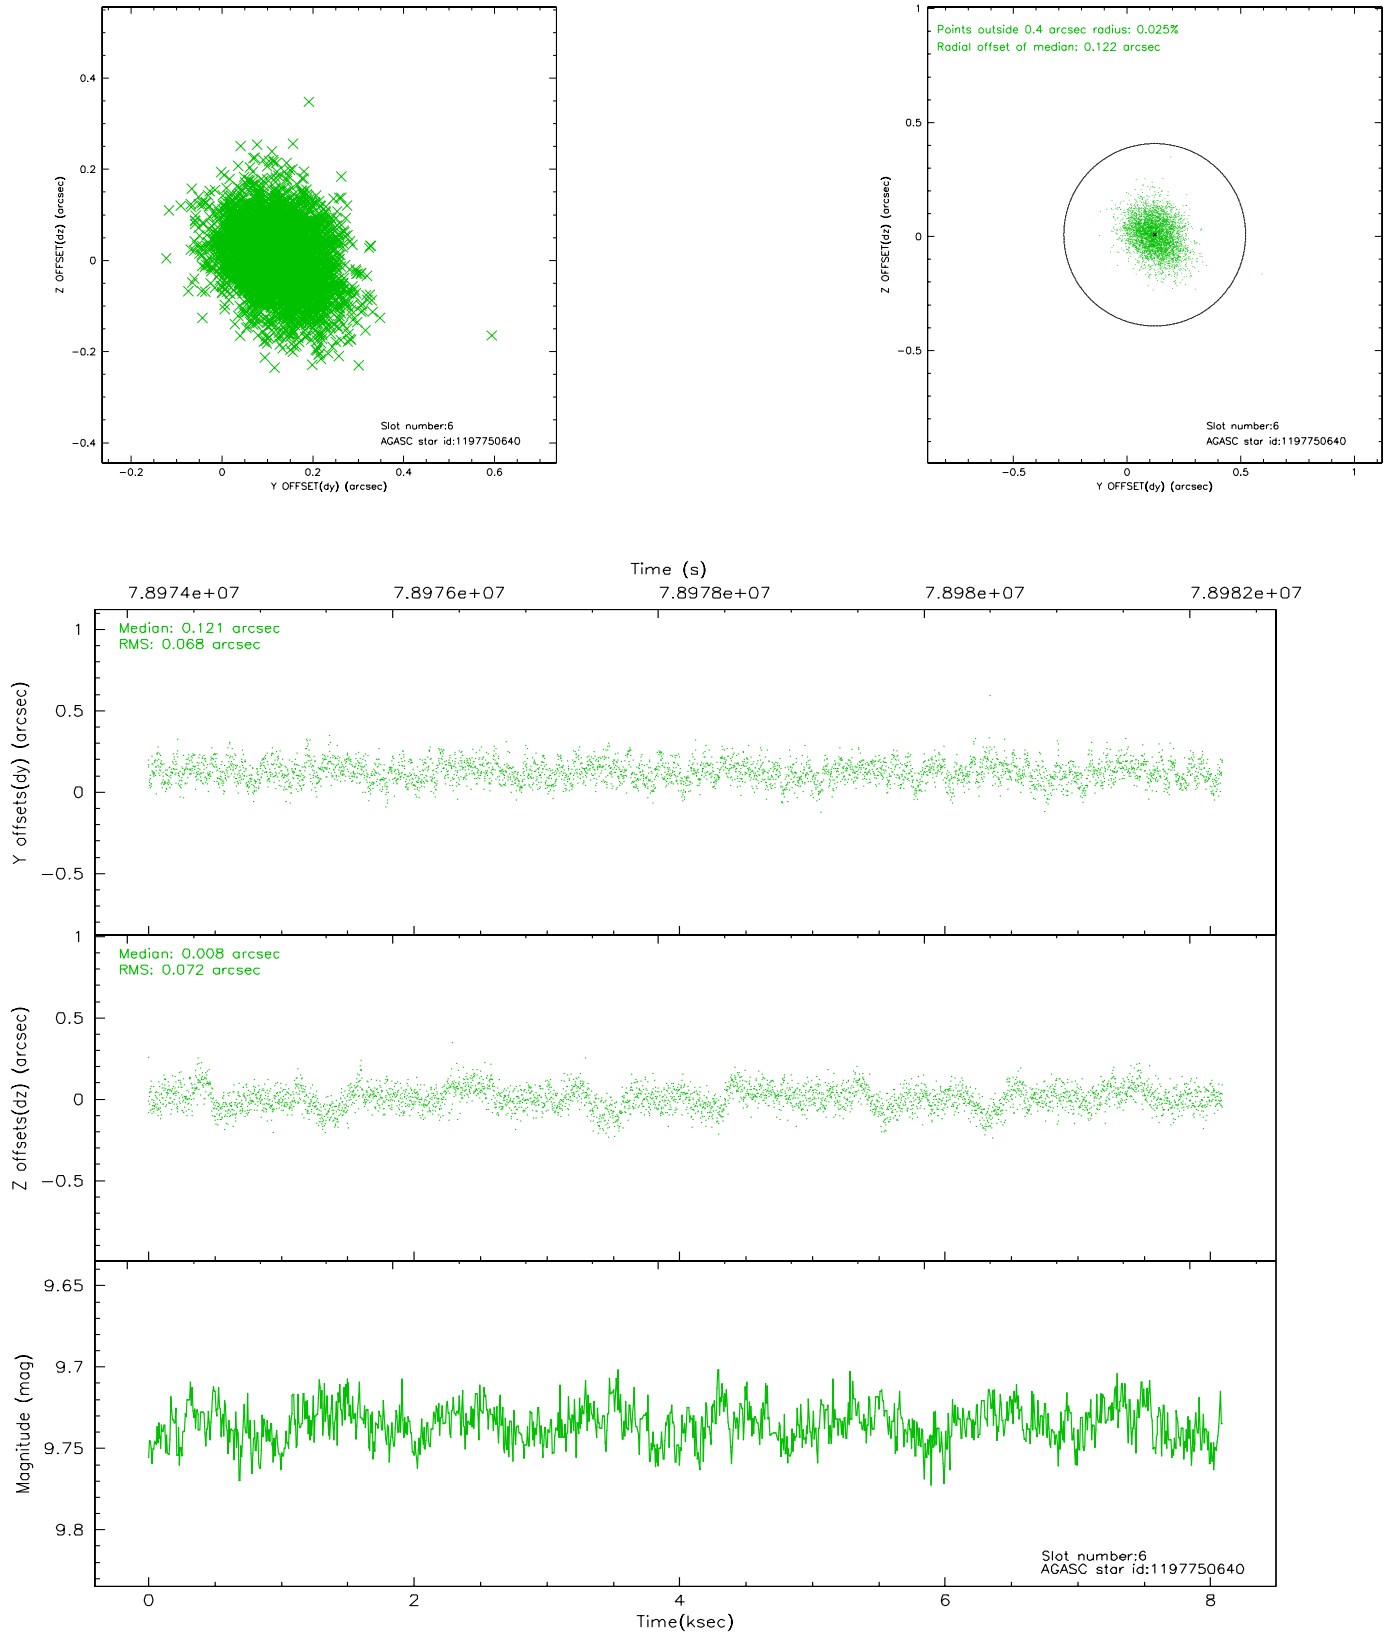 0.4
0.2
0
−0.2
−0.4
Z OFFSET(dz) (arcsec)
Slot number:6
AGASC star id:1197750640
−0.2 0 0.2 0.4 0.6
Y OFFSET(dy) (arcsec)
Points outside 0.4 arcsec radius: 0.025%
Radial offset of median: 0.122 arcsec
1
0.5
0
−0.5
Z OFFSET(dz) (arcsec)
Slot number:6
AGASC star id:1197750640
−0.5 0 0.5 1
Y OFFSET(dy) (arcsec)
Time (s)
7.8974e+07 7.8976e+07 7.8978e+07 7.898e+07 7.8982e+07
Median: 0.121 arcsec
RMS: 0.068 arcsec
1
0.5
0
−0.5
Y offsets(dy) (arcsec)
Median: 0.008 arcsec
RMS: 0.072 arcsec
1
0.5
0
−0.5
Z offsets(dz) (arcsec)
9.65
9.7
9.75
9.8
Magnitude (mag)
Slot number:6
AGASC star id:1197750640
0 2 4 6 8
Time(ksec)